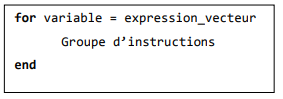 for variable = expression_vecteur
Groupe d’instructions
end